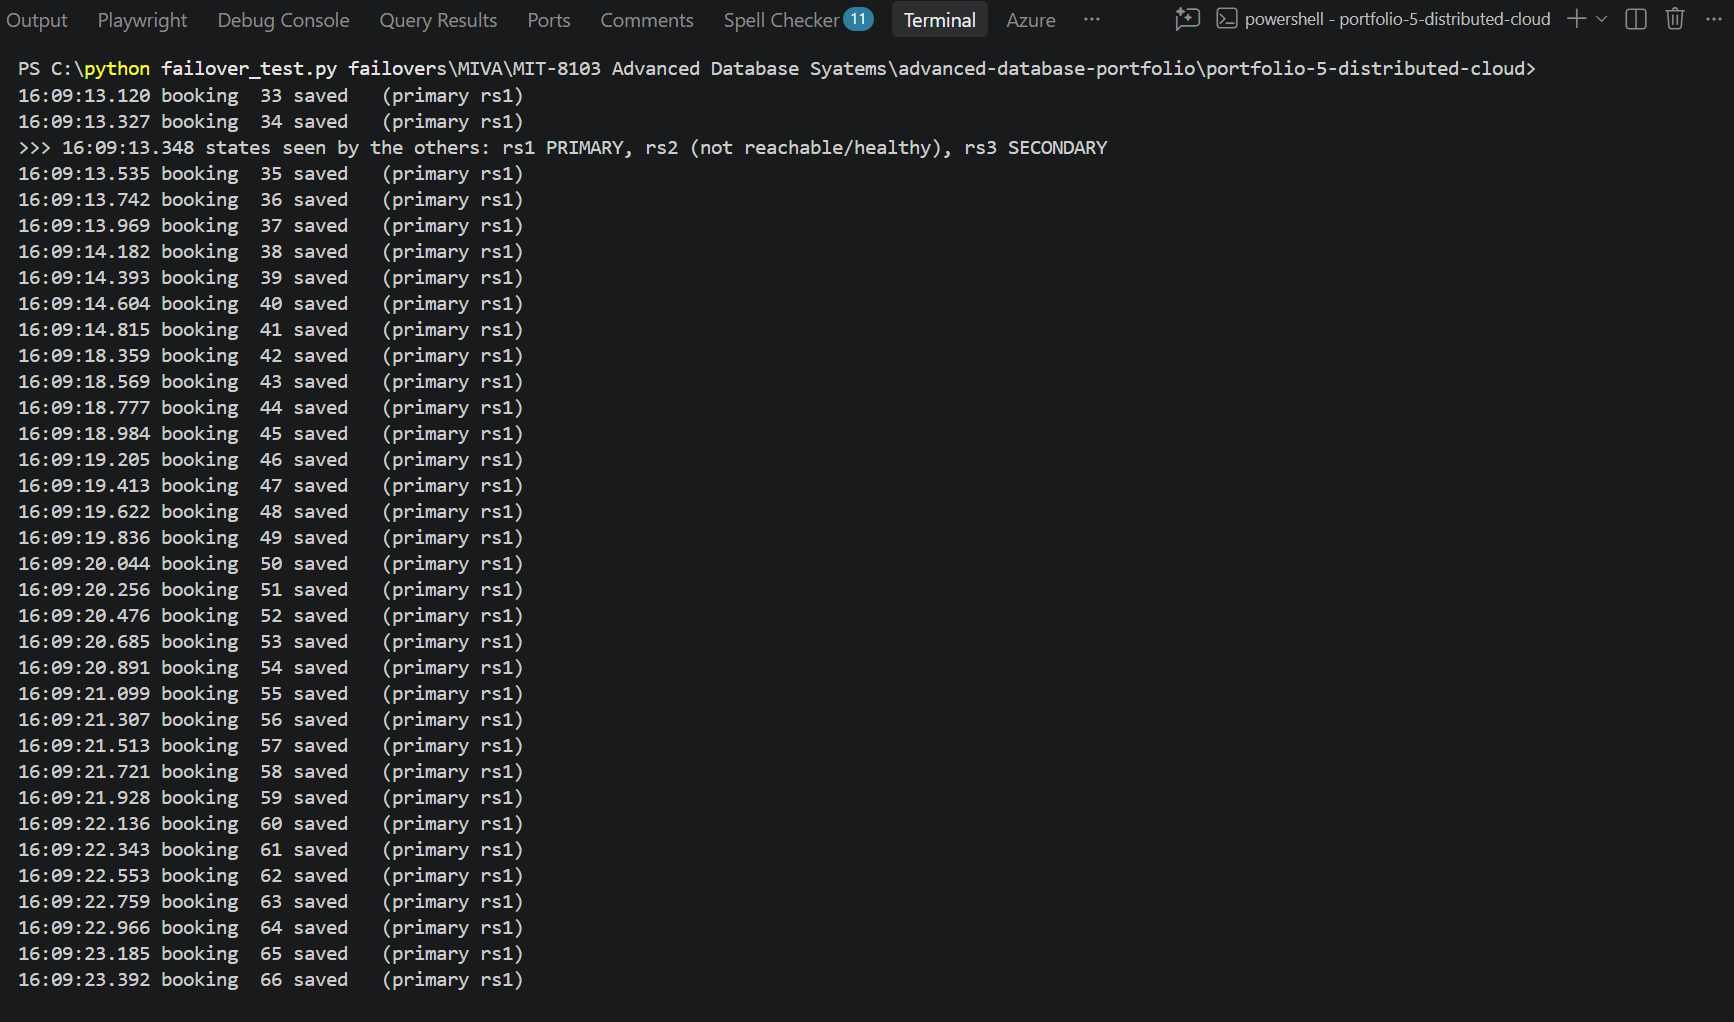 Output Playwright Debug Console Query Results Ports Comments Spell Checker 11 Terminal Azure ··· powershell - portfolio-5-distributed-cloud
PS C:\python failover_test.py failovers\MIVA\MIT-8103 Advanced Database Syatems\advanced-database-portfolio\portfolio-5-distributed-cloud>
16:09:13.120 booking  33 saved   (primary rs1)
16:09:13.327 booking  34 saved   (primary rs1)
>>> 16:09:13.348 states seen by the others: rs1 PRIMARY, rs2 (not reachable/healthy), rs3 SECONDARY
16:09:13.535 booking  35 saved   (primary rs1)
16:09:13.742 booking  36 saved   (primary rs1)
16:09:13.969 booking  37 saved   (primary rs1)
16:09:14.182 booking  38 saved   (primary rs1)
16:09:14.393 booking  39 saved   (primary rs1)
16:09:14.604 booking  40 saved   (primary rs1)
16:09:14.815 booking  41 saved   (primary rs1)
16:09:18.359 booking  42 saved   (primary rs1)
16:09:18.569 booking  43 saved   (primary rs1)
16:09:18.777 booking  44 saved   (primary rs1)
16:09:18.984 booking  45 saved   (primary rs1)
16:09:19.205 booking  46 saved   (primary rs1)
16:09:19.413 booking  47 saved   (primary rs1)
16:09:19.622 booking  48 saved   (primary rs1)
16:09:19.836 booking  49 saved   (primary rs1)
16:09:20.044 booking  50 saved   (primary rs1)
16:09:20.256 booking  51 saved   (primary rs1)
16:09:20.476 booking  52 saved   (primary rs1)
16:09:20.685 booking  53 saved   (primary rs1)
16:09:20.891 booking  54 saved   (primary rs1)
16:09:21.099 booking  55 saved   (primary rs1)
16:09:21.307 booking  56 saved   (primary rs1)
16:09:21.513 booking  57 saved   (primary rs1)
16:09:21.721 booking  58 saved   (primary rs1)
16:09:21.928 booking  59 saved   (primary rs1)
16:09:22.136 booking  60 saved   (primary rs1)
16:09:22.343 booking  61 saved   (primary rs1)
16:09:22.553 booking  62 saved   (primary rs1)
16:09:22.759 booking  63 saved   (primary rs1)
16:09:22.966 booking  64 saved   (primary rs1)
16:09:23.185 booking  65 saved   (primary rs1)
16:09:23.392 booking  66 saved   (primary rs1)